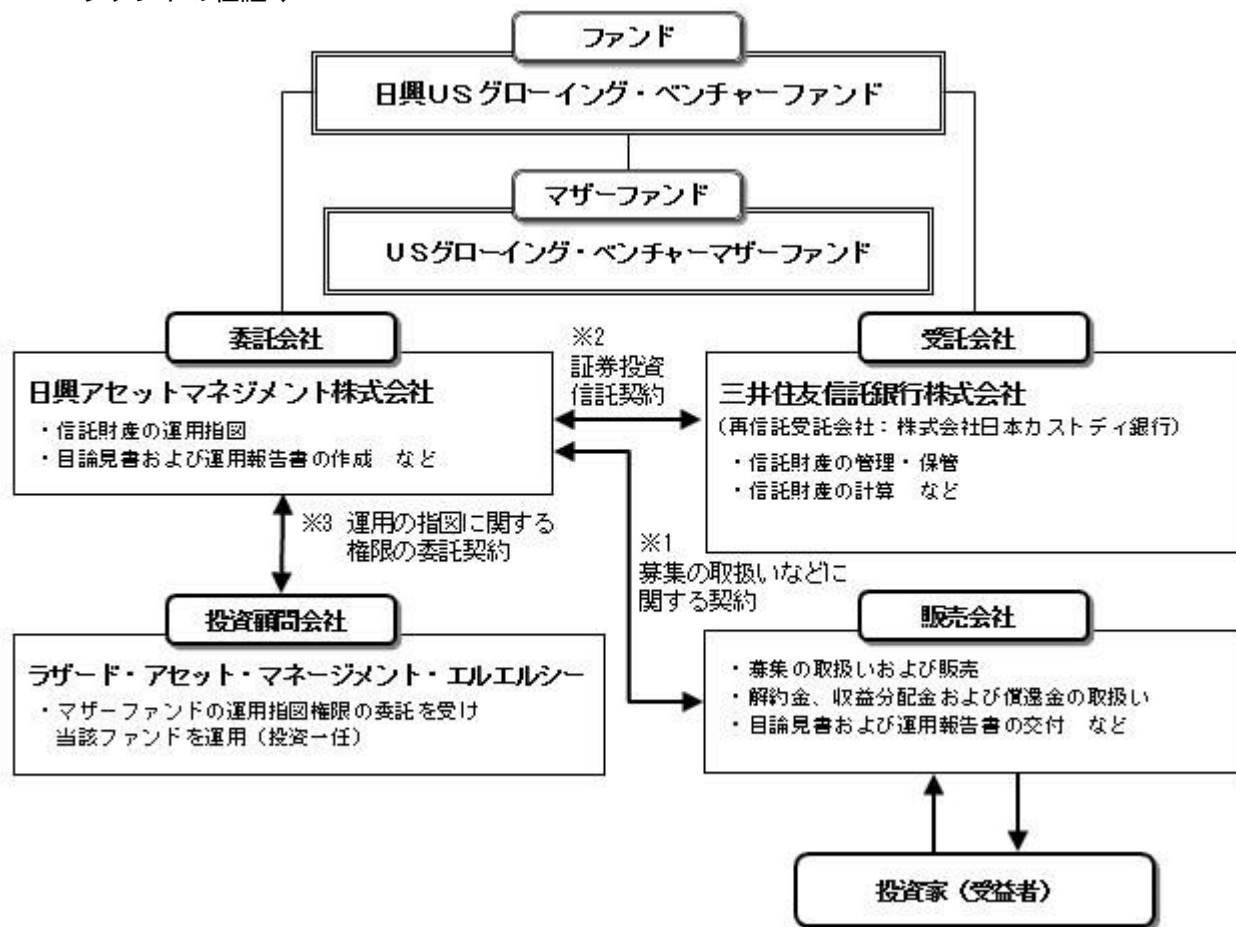 ファンド
日興USグローイング・ベンチャーファンド
マザーファンド
USグローイング・ベンチャーマザーファンド
委託会社
日興アセットマネジメント株式会社
・信託財産の運用指図
・目論見書および運用報告書の作成 など
※2
証券投資
信託契約
受託会社
三井住友信託銀行株式会社
(再信託受託会社:株式会社日本カストディ銀行)
・信託財産の管理・保管
・信託財産の計算 など
※3 運用の指図に関する
権限の委託契約
※1
募集の取扱いなどに
関する契約
投資顧問会社
ラザード・アセット・マネージメント・エルエルシー
・マザーファンドの運用指図権限の委託を受け
当該ファンドを運用(投資一任)
販売会社
・募集の取扱いおよび販売
・解約金、収益分配金および償還金の取扱い
・目論見書および運用報告書の交付 など
投資家(受益者)